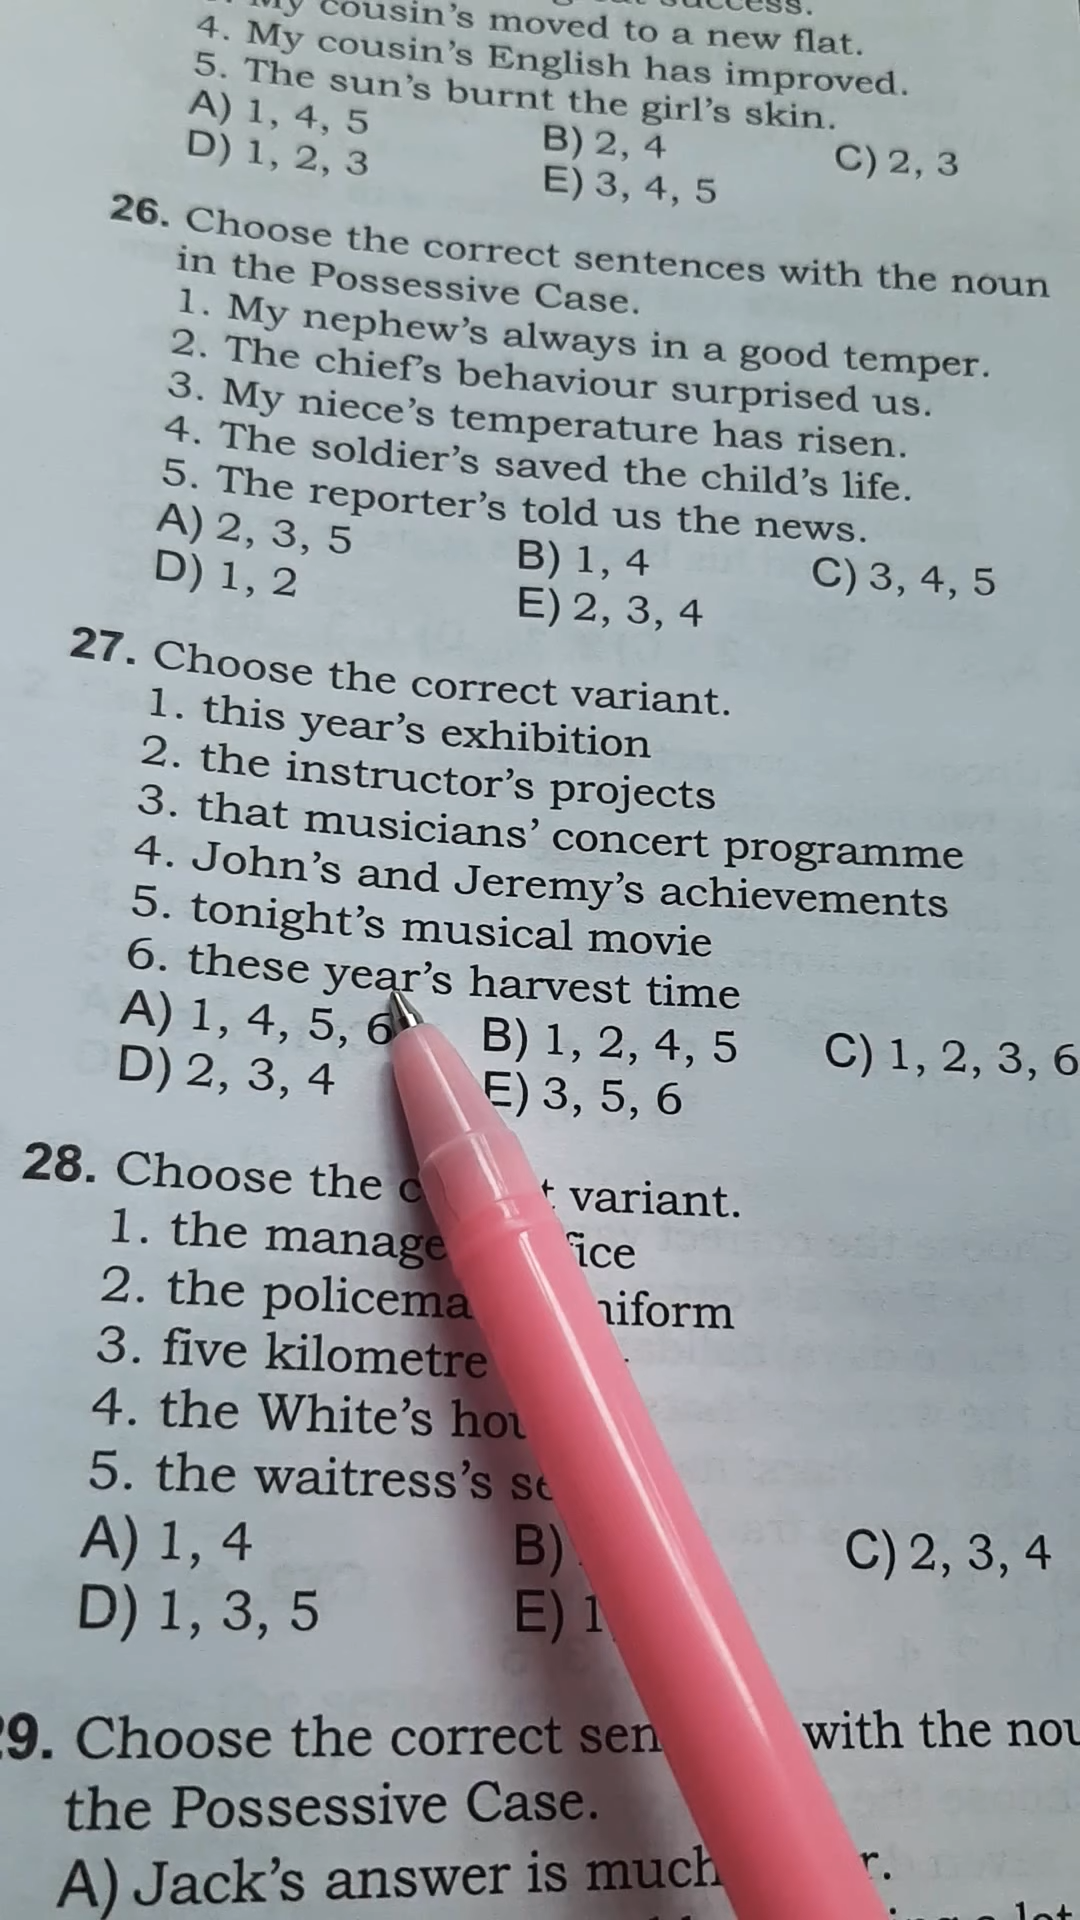 My cousin's moved to a new flat.
4. My cousin's English has improved.
5. The sun's burnt the girl's skin.
A) 1, 4, 5 B) 2, 4 C) 2, 3
D) 1, 2, 3 E) 3, 4, 5
26. Choose the correct sentences with the noun
in the Possessive Case.
1. My nephew's always in a good temper.
2. The chief's behaviour surprised us.
3. My niece's temperature has risen.
4. The soldier's saved the child's life.
5. The reporter's told us the news.
A) 2, 3, 5 B) 1, 4 C) 3, 4, 5
D) 1, 2 E) 2, 3, 4
27. Choose the correct variant.
1. this year's exhibition
2. the instructor's projects
3. that musicians' concert programme
4. John's and Jeremy's achievements
5. tonight's musical movie
6. these year's harvest time
A) 1, 4, 5, 6 B) 1, 2, 4, 5 C) 1, 2, 3, 6
D) 2, 3, 4 E) 3, 5, 6
28. Choose the variant.
1. the
2. the
3. five
4. the White's
5. the waitress's
A) 1, 4 B) C) 2, 3, 4
D) 1, 3, 5 E) 1
9. Choose the correct with the
the Possessive Case.
A) Jack's answer is much